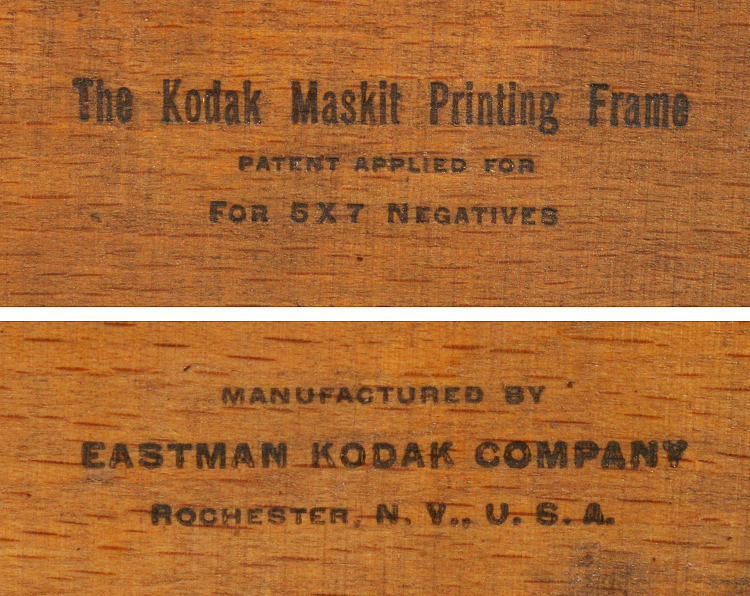 The Kodak Maskit Printing Frame
PATENT APPLIED FOR
FOR 5X7 NEGATIVES
MANUFACTURED BY
EASTMAN KODAK COMPANY
ROCHESTER, N. Y., U. S. A.